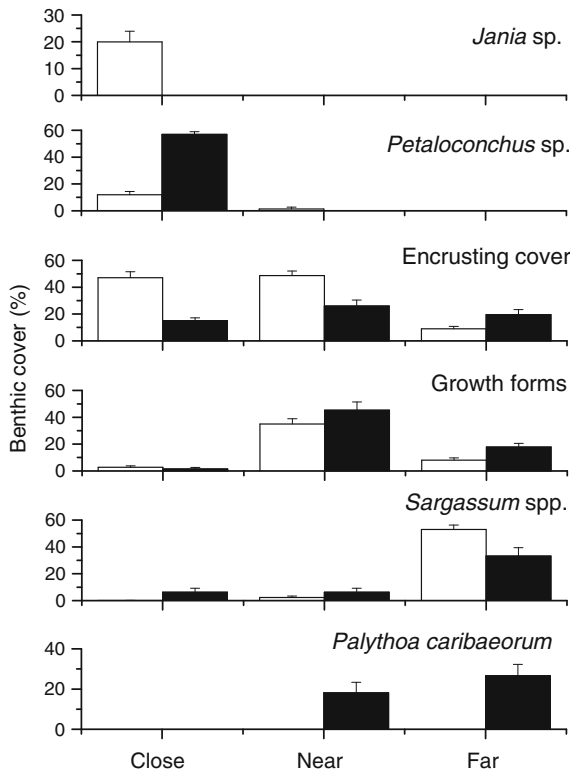 30
20
10
0
Jania sp.
60
40
20
0
Petaloconchus sp.
60
40
20
0
Encrusting cover
60
40
20
0
Growth forms
60
40
20
0
Sargassum spp.
40
20
0
Palythoa caribaeorum
Benthic cover (%)
Close Near Far